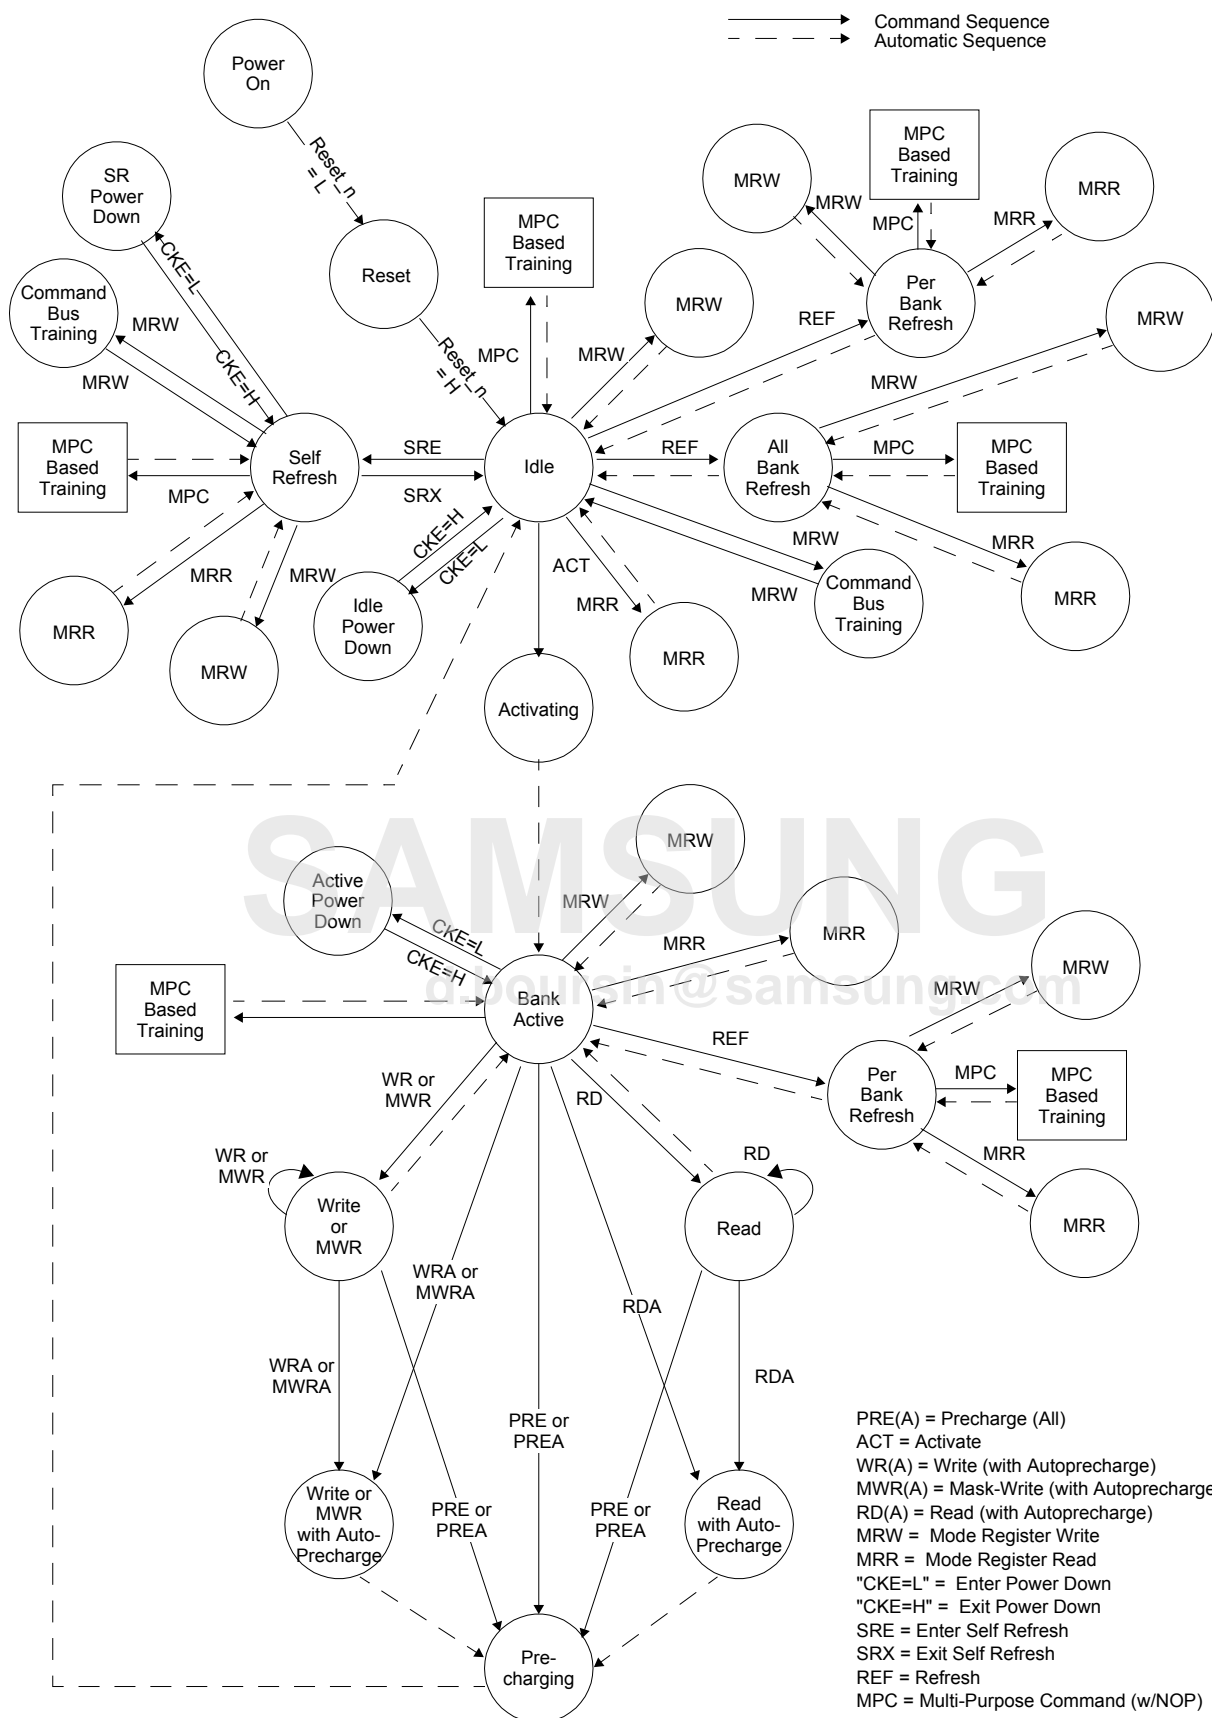 Command Sequence
Automatic Sequence
Power
On
Reset_n
= L
SR
Power
Down
MPC
Based
Training
MRW
MRR
MRW
MPC
MRR
Reset
MPC
Based
Training
MRW
Per
Bank
Refresh
MRW
Command
Bus
Training
CKE=L
MRW
CKE=H
MRW
Reset_n
= H
MPC
MRW
REF
MRW
MPC
Based
Training
Self
Refresh
SRE
Idle
REF
All
Bank
Refresh
MPC
MPC
Based
Training
MPC
SRX
MRR
MRW
CKE=H
CKE=L
ACT
MRR
MRW
MRW
MRR
MRR
MRW
Idle
Power
Down
MRR
Command
Bus
Training
MRR
Activating
SAMSUNG
MRW
Active
Power
Down
MRW
CKE=L
CKE=H
MRR
MRR
MRW
MPC
Based
Training
Bank
Active
d.boursin@samsung.com
MRW
REF
Per
Bank
Refresh
MPC
MPC
Based
Training
MRR
MRR
WR or
MWR
RD
WR or
MWR
RD
Write
or
MWR
Read
WRA or
MWRA
RDA
WRA or
MWRA
RDA
PRE or
PREA
PRE or
PREA
PRE or
PREA
Write or
MWR
with Auto-
Precharge
Read
with Auto-
Precharge
Pre-
charging
PRE(A) = Precharge (All)
ACT = Activate
WR(A) = Write (with Autoprecharge)
MWR(A) = Mask-Write (with Autoprecharge
RD(A) = Read (with Autoprecharge)
MRW = Mode Register Write
MRR = Mode Register Read
"CKE=L" = Enter Power Down
"CKE=H" = Exit Power Down
SRE = Enter Self Refresh
SRX = Exit Self Refresh
REF = Refresh
MPC = Multi-Purpose Command (w/NOP)